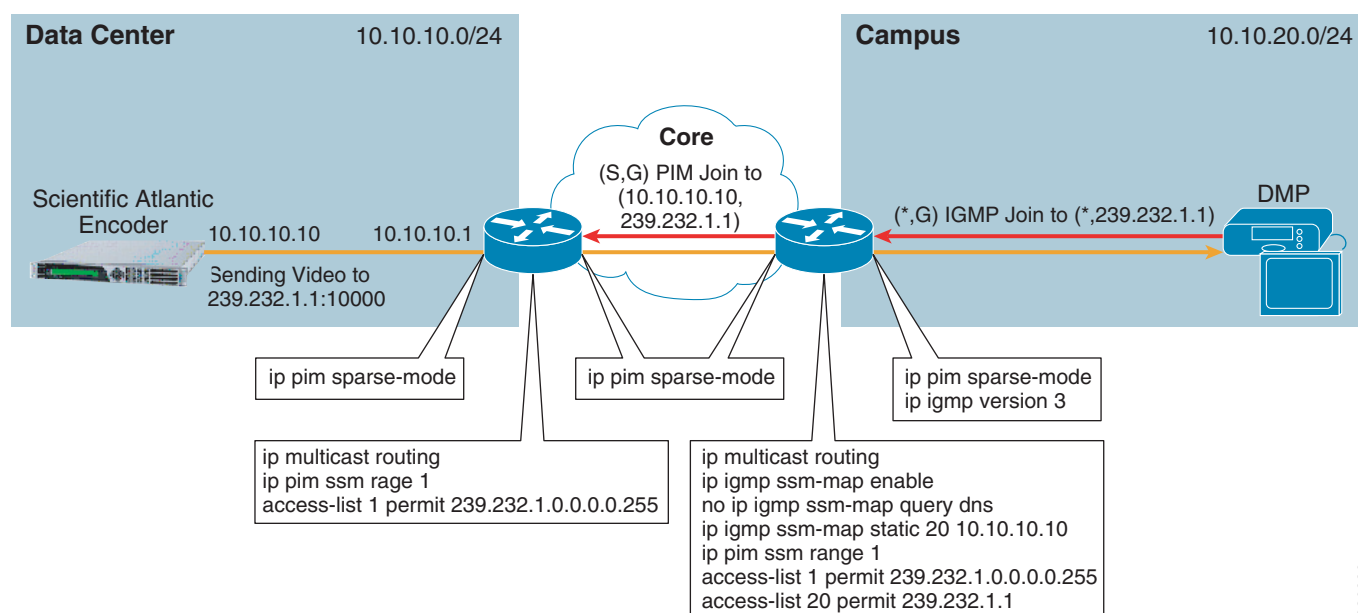 Data Center
10.10.10.0/24
Campus
10.10.20.0/24
Core
(S,G) PIM Join to
(10.10.10.10,
239.232.1.1)
Scientific Atlantic
Encoder
10.10.10.10
10.10.10.1
Sending Video to
239.232.1.1:10000
(*,G) IGMP Join to (*,239.232.1.1)
DMP
ip pim sparse-mode
ip pim sparse-mode
ip pim sparse-mode
ip igmp version 3
ip multicast routing
ip pim ssm rage 1
access-list 1 permit 239.232.1.0.0.0.0.255
ip multicast routing
ip igmp ssm-map enable
no ip igmp ssm-map query dns
ip igmp ssm-map static 20 10.10.10.10
ip pim ssm range 1
access-list 1 permit 239.232.1.0.0.0.0.255
access-list 20 permit 239.232.1.1